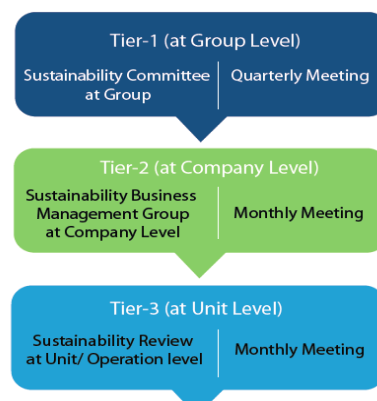 Tier-1 (at Group Level)
Sustainability Committee
at Group
Quarterly Meeting
Tier-2 (at Company Level)
Sustainability Business
Management Group
at Company Level
Monthly Meeting
Tier-3 (at Unit Level)
Sustainability Review
at Unit/ Operation level
Monthly Meeting